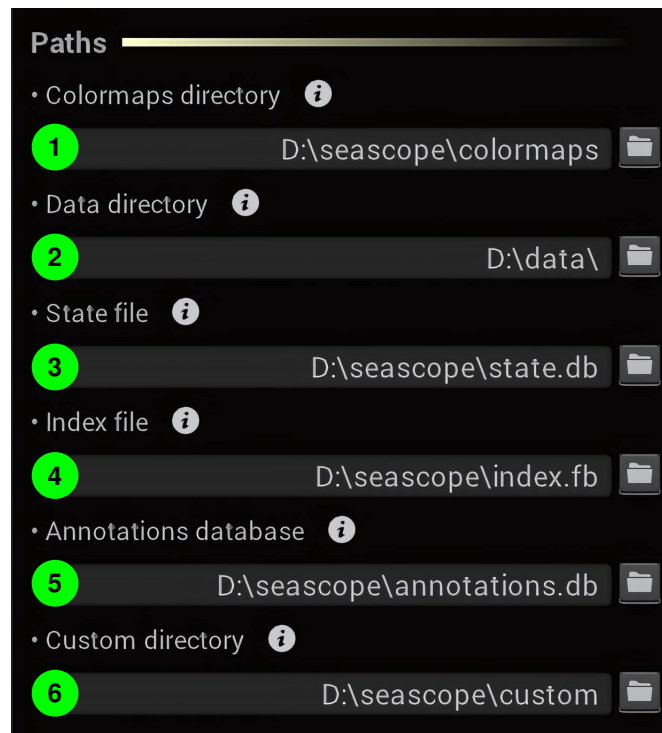 Paths
• Colormaps directory i
1 D:\seascope\colormaps
• Data directory i
2 D:\data\
• State file i
3 D:\seascope\state.db
• Index file i
4 D:\seascope\index.fb
• Annotations database i
5 D:\seascope\annotations.db
• Custom directory i
6 D:\seascope\custom